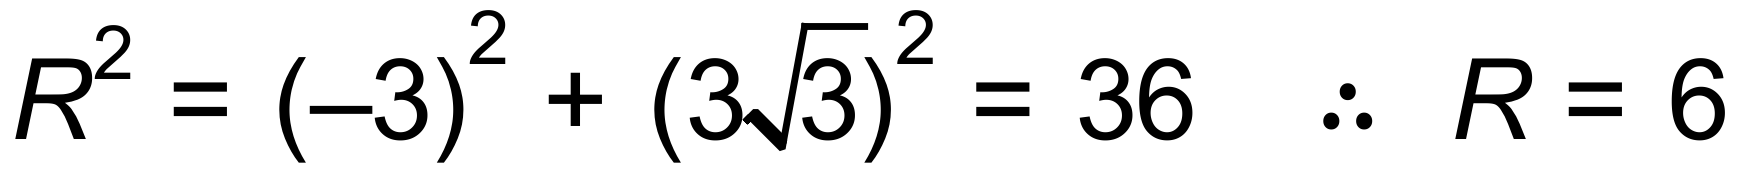 R² = (−3)² + (3√3)² = 36 ∴ R = 6